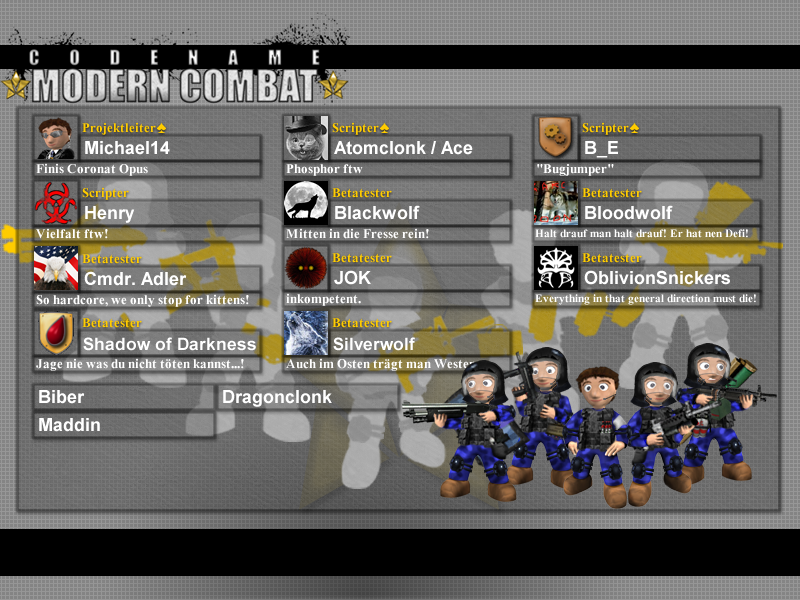 CODENAME
MODERN COMBAT
Projektleiter♠
Michael14
Finis Coronat Opus
Scripter♠
Atomclonk / Ace
Phosphor ftw
Scripter♠
B_E
"Bugjumper"
Scripter
Henry
Vielfalt ftw!
Betatester
Blackwolf
Mitten in die Fresse rein!
Betatester
Bloodwolf
Halt drauf man halt drauf! Er hat nen Defi!
Betatester
Cmdr. Adler
So hardcore, we only stop for kittens!
Betatester
JOK
inkompetent.
Betatester
OblivionSnickers
Everything in that general direction must die!
Betatester
Shadow of Darkness
Jage nie was du nicht töten kannst...!
Betatester
Silverwolf
Auch im Osten trägt man
Biber
Dragonclonk
Maddin